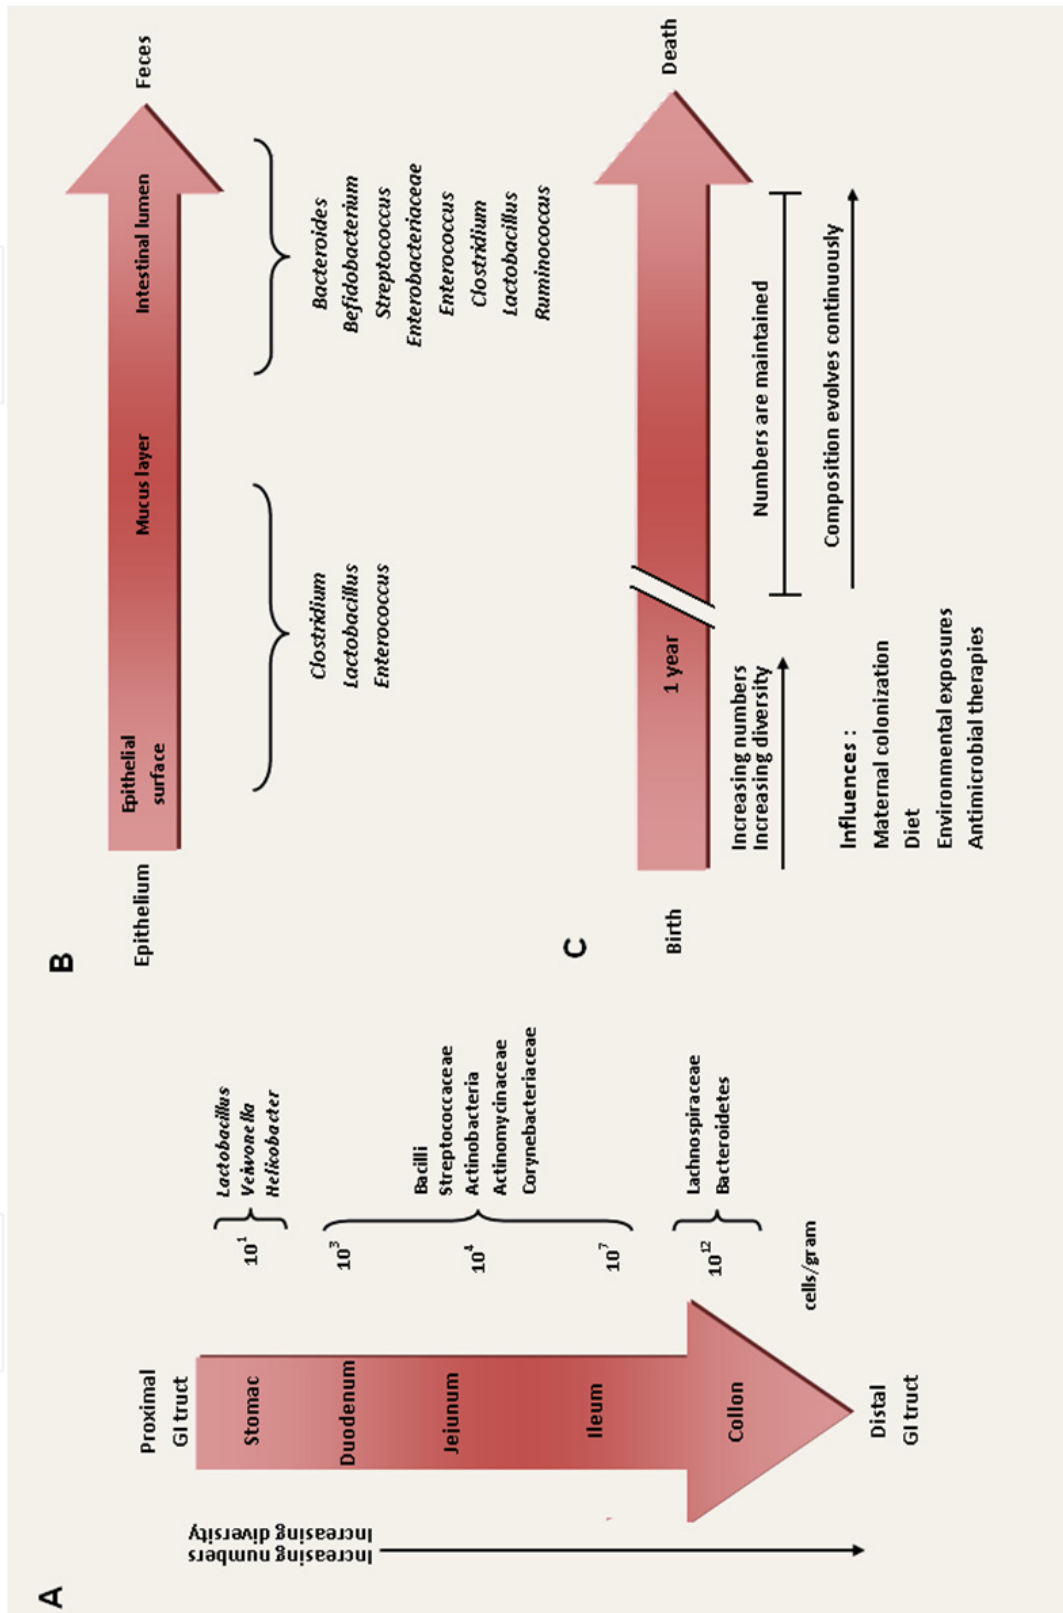 A
Increasing numbers
Increasing diversity
Proximal
GI truct
Stomac
Duodenum
Jejunum
Ileum
Collon
Distal
GI truct
10¹
10³
10⁴
10⁷
10¹²
cells/gram
Lactobacillus
Veiwonella
Helicobacter
Bacilli
Streptococcaceae
Actinobacteria
Actinomycinaceae
Corynebacteriaceae
Lachnospiraceae
Bacteroidetes
B
Epithelium
Epithelial
surface
Mucus layer
Intestinal lumen
Feces
Clostridium
Lactobacillus
Enterococcus
Bacteroides
Befidobacterium
Streptococcus
Enterobacteriaceae
Enterococcus
Clostridium
Lactobacillus
Ruminococcus
C
Birth
1 year
Death
Increasing numbers
Increasing diversity
Numbers are maintained
Composition evolves continuously
Influences :
Maternal colonization
Diet
Environmental exposures
Antimicrobial therapies